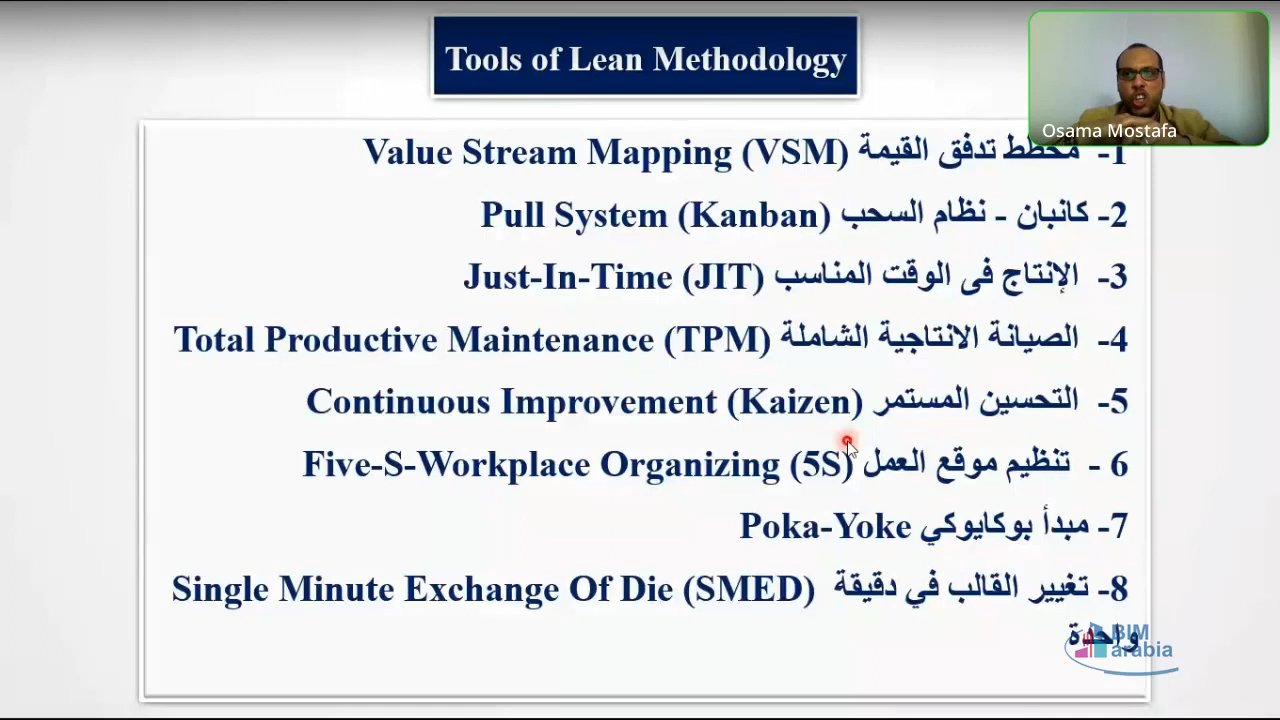 Tools of Lean Methodology
Osama Mostafa
1- مخطط تدفق القيمة Value Stream Mapping (VSM)
2- كانبان - نظام السحب Pull System (Kanban)
3- الإنتاج فى الوقت المناسب Just-In-Time (JIT)
4- الصيانة الانتاجية الشاملة Total Productive Maintenance (TPM)
5- التحسين المستمر Continuous Improvement (Kaizen)
6 - تنظيم موقع العمل Five-S-Workplace Organizing (5S)
7- مبدأ بوكايوكي Poka-Yoke
8- تغيير القالب في دقيقة Single Minute Exchange Of Die (SMED)
واحدة
BIM
arabia